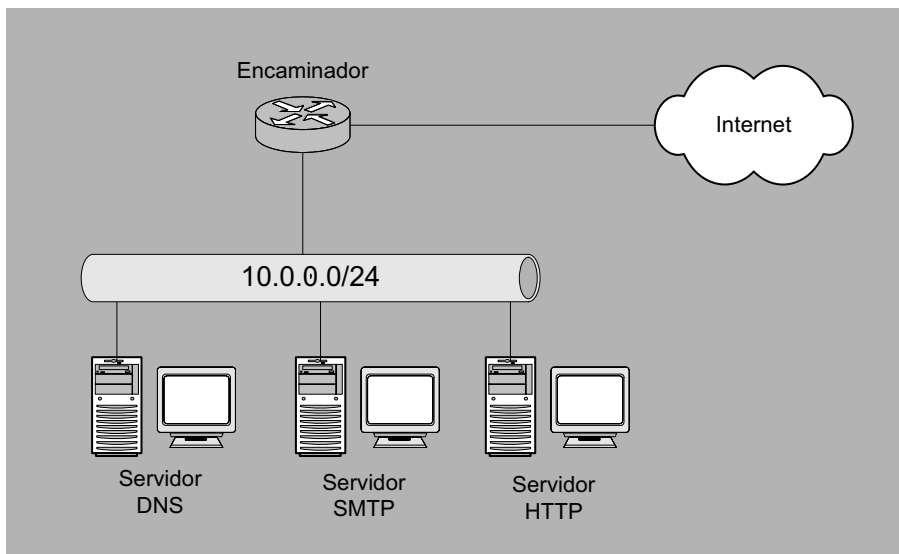 Encaminador
Internet
10.0.0.0/24
Servidor
DNS
Servidor
SMTP
Servidor
HTTP